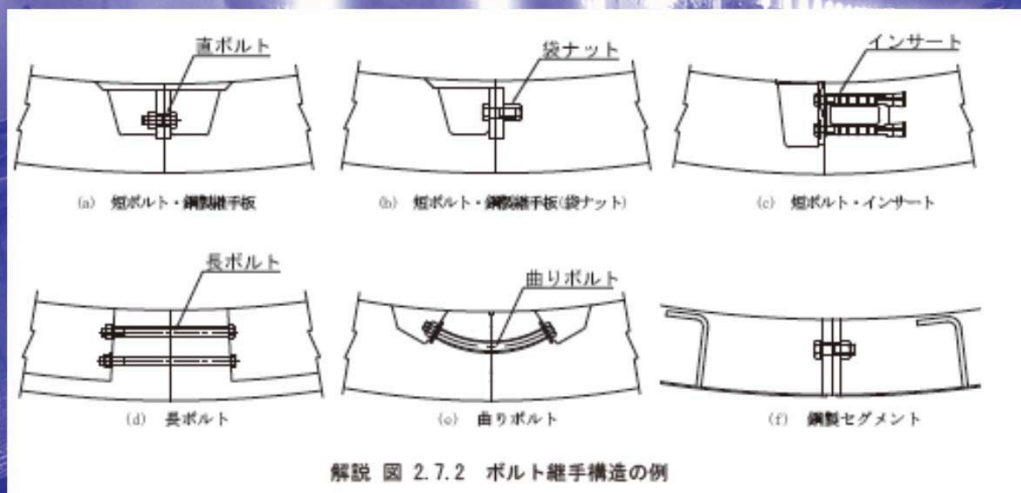 直ボルト
袋ナット
インサート
(a) 短ボルト・鋼製継手板
(b) 短ボルト・鋼製継手板(袋ナット)
(c) 短ボルト・インサート
長ボルト
曲りボルト
(d) 長ボルト
(e) 曲りボルト
(f) 鋼製セグメント
解説 図 2.7.2 ボルト継手構造の例